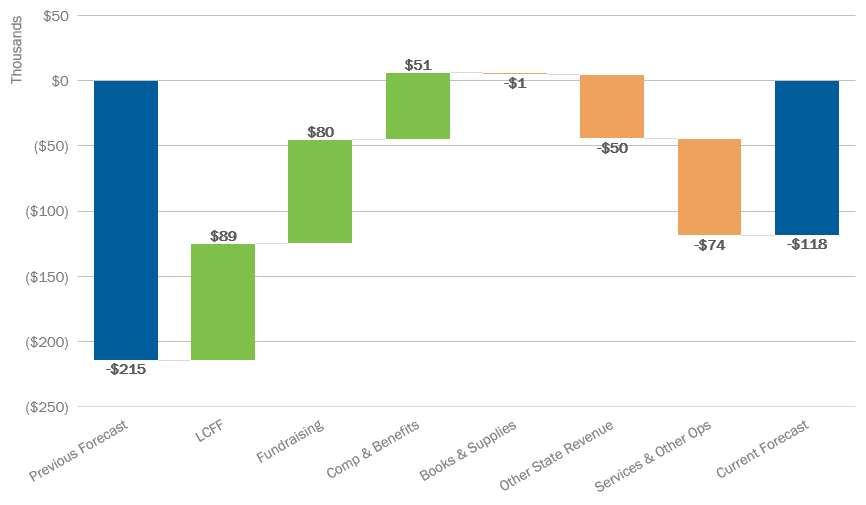 Thousands
$50
$0
($50)
($100)
($150)
($200)
($250)
-$215
$89
$80
$51
-$1
-$50
-$74
-$118
Previous Forecast
LCFF
Fundraising
Comp & Benefits
Books & Supplies
Other State Revenue
Services & Other Ops
Current Forecast